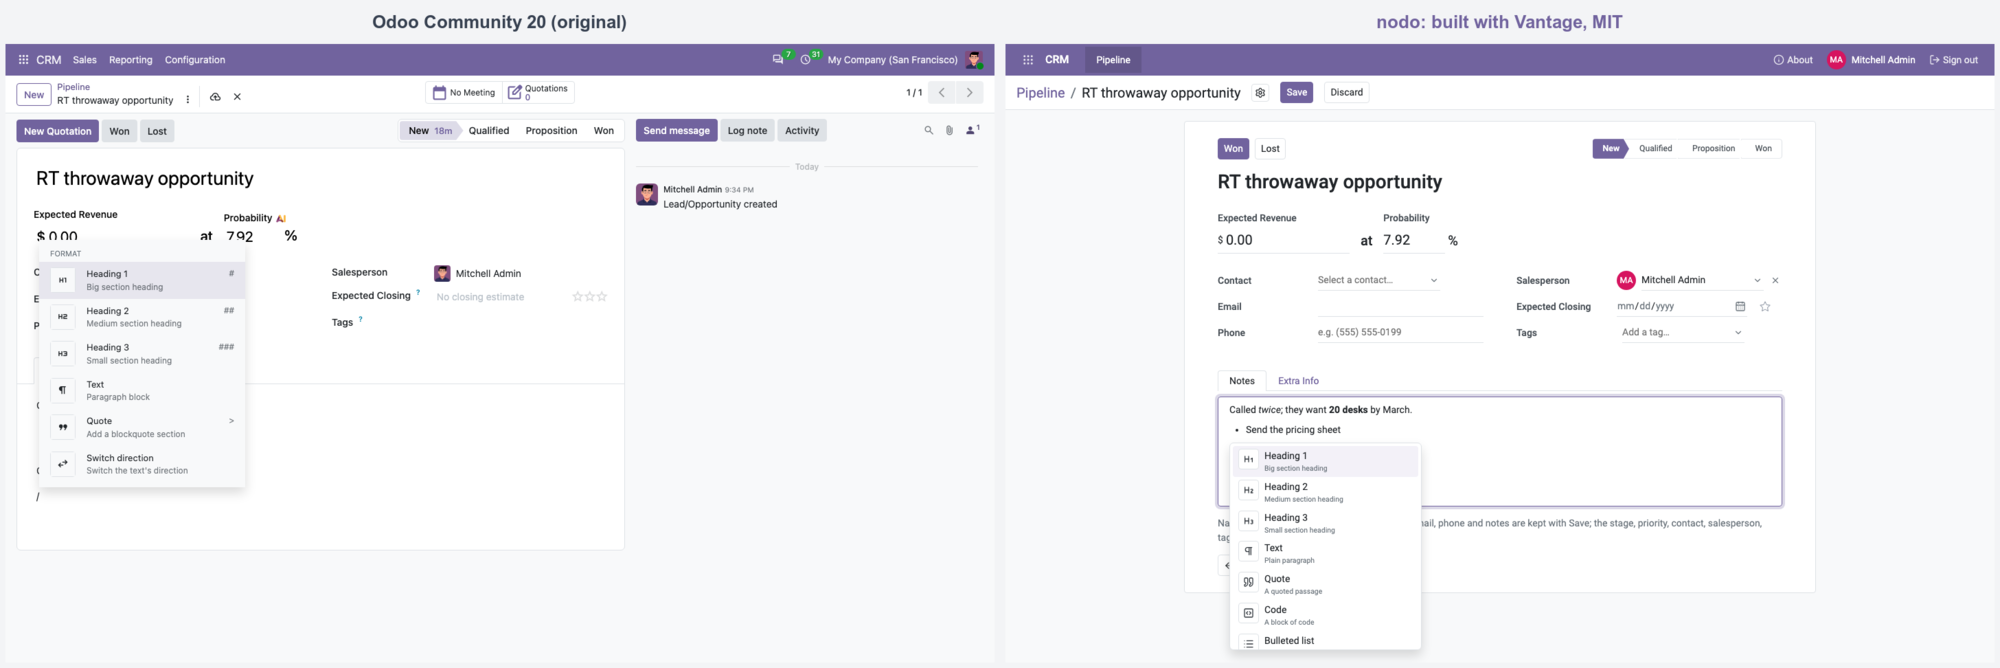 Odoo Community 20 (original)
nodo: built with Vantage, MIT
CRM Sales Reporting Configuration
7 31 My Company (San Francisco)
New
Pipeline
RT throwaway opportunity
No Meeting
Quotations
0
1 / 1
New Quotation Won Lost
New 18m Qualified Proposition Won
Send message Log note Activity
1
RT throwaway opportunity
Expected Revenue
Probability
$ 0.00 at 7.92 %
FORMAT
H1 Heading 1 #
Big section heading
H2 Heading 2 ##
Medium section heading
H3 Heading 3 ###
Small section heading
Text
Paragraph block
Quote >
Add a blockquote section
Switch direction
Switch the text's direction
/
Salesperson Mitchell Admin
Expected Closing ? No closing estimate
Tags ?
Today
Mitchell Admin 9:34 PM
Lead/Opportunity created
CRM Pipeline
About MA Mitchell Admin Sign out
Pipeline / RT throwaway opportunity Save Discard
Won Lost
New Qualified Proposition Won
RT throwaway opportunity
Expected Revenue Probability
$ 0.00 at 7.92 %
Contact Select a contact...
Salesperson MA Mitchell Admin
Email
Expected Closing mm/dd/yyyy
Phone e.g. (555) 555-0199
Tags Add a tag...
Notes Extra Info
Called twice; they want 20 desks by March.
• Send the pricing sheet
H1 Heading 1
Big section heading
H2 Heading 2
Medium section heading
H3 Heading 3
Small section heading
Text
Plain paragraph
Quote
A quoted passage
Code
A block of code
Bulleted list
phone and notes are kept with Save; the stage, priority, contact, salesperson,